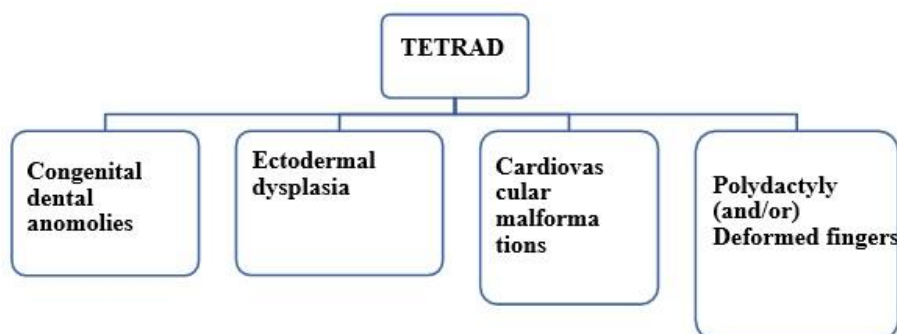 TETRAD
Congenital
dental
anomolies
Ectodermal
dysplasia
Cardiovas
cular
malforma
tions
Polydactyly
(and/or)
Deformed fingers